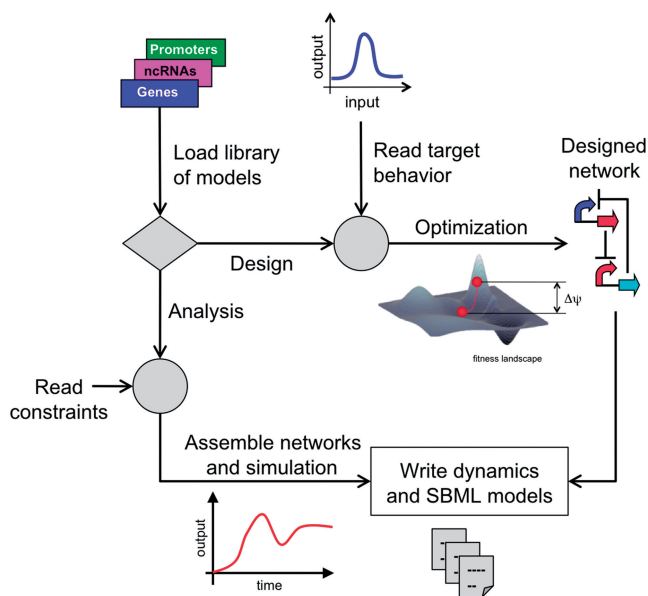 Promoters
ncRNAs
Genes
output
input
Load library
of models
Read target
behavior
Designed
network
Design
Optimization
Δψ
fitness landscape
Analysis
Read
constraints
Assemble networks
and simulation
Write dynamics
and SBML models
output
time